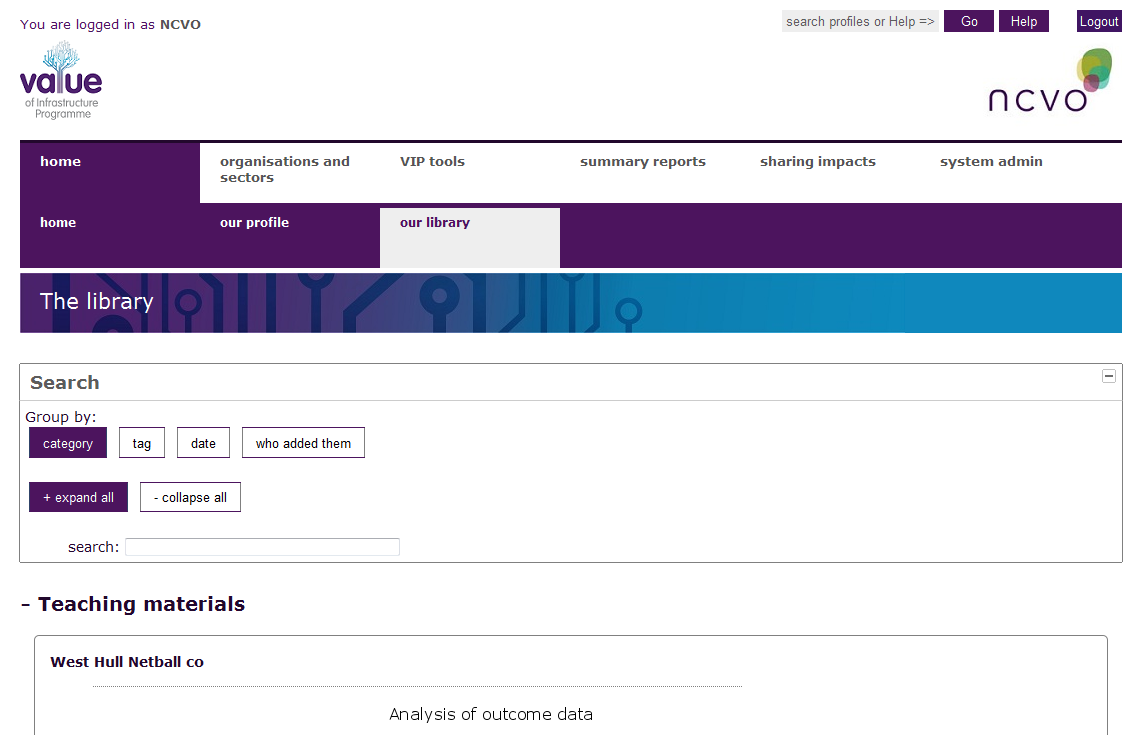 You are logged in as NCVO
search profiles or Help =>
Go
Help
Logout
value
of Infrastructure
Programme
ncvo
home
organisations and
sectors
VIP tools
summary reports
sharing impacts
system admin
home
our profile
our library
The library
Search
Group by:
category
tag
date
who added them
+ expand all
- collapse all
search:
– Teaching materials
West Hull Netball co
Analysis of outcome data